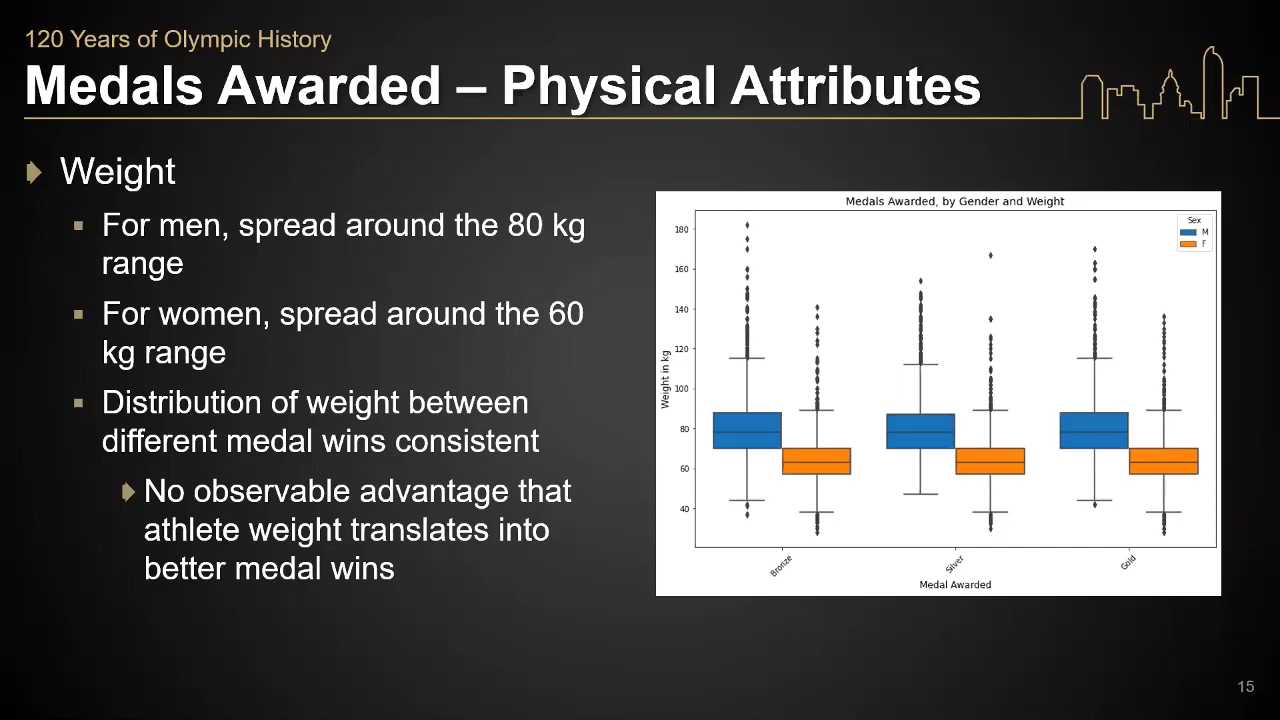 120 Years of Olympic History
Medals Awarded – Physical Attributes
Weight
For men, spread around the 80 kg
range
For women, spread around the 60
kg range
Distribution of weight between
different medal wins consistent
No observable advantage that
athlete weight translates into
better medal wins
Medals Awarded, by Gender and Weight
Sex
M
F
180
160
140
120
100
80
60
40
Weight in kg
Bronze
Silver
Gold
Medal Awarded
15